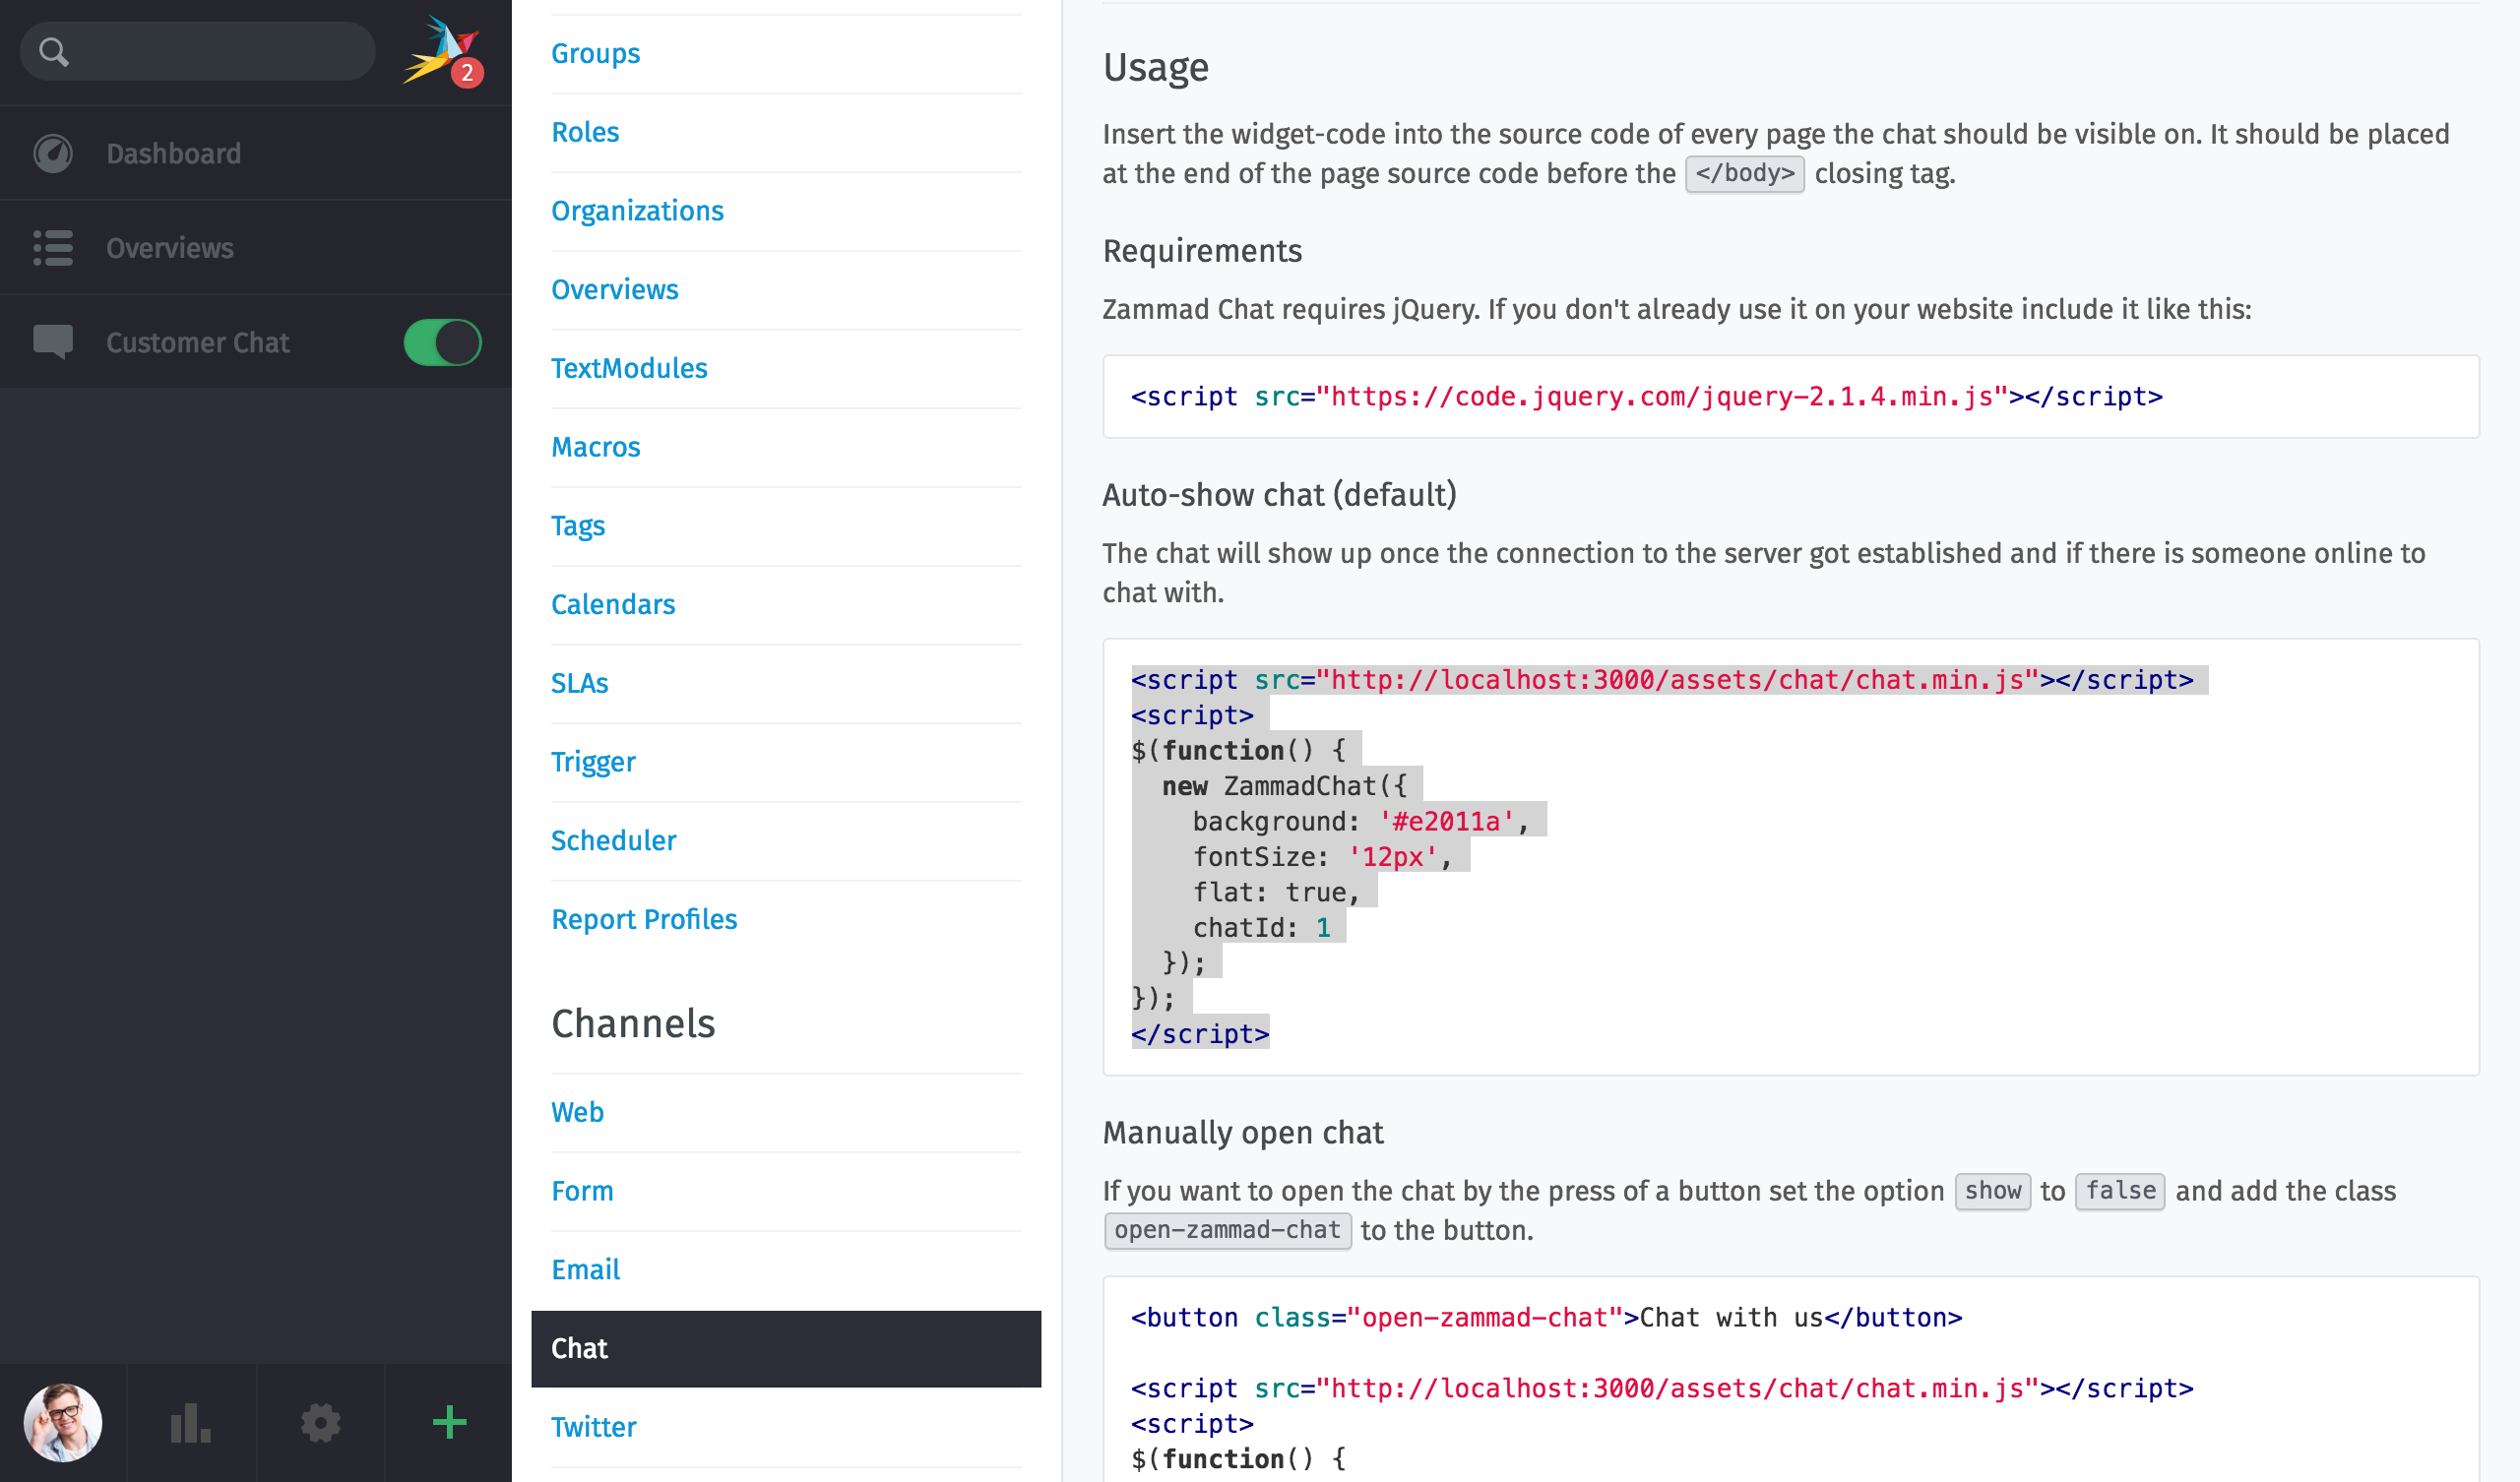 2
Dashboard
Overviews
Customer Chat
Groups
Roles
Organizations
Overviews
TextModules
Macros
Tags
Calendars
SLAs
Trigger
Scheduler
Report Profiles
Channels
Web
Form
Email
Chat
Twitter
Usage
Insert the widget-code into the source code of every page the chat should be visible on. It should be placed
at the end of the page source code before the </body> closing tag.
Requirements
Zammad Chat requires jQuery. If you don't already use it on your website include it like this:
<script src="https://code.jquery.com/jquery-2.1.4.min.js"></script>
Auto-show chat (default)
The chat will show up once the connection to the server got established and if there is someone online to
chat with.
<script src="http://localhost:3000/assets/chat/chat.min.js"></script>
<script>
$(function() {
  new ZammadChat({
    background: '#e2011a',
    fontSize: '12px',
    flat: true,
    chatId: 1
  });
});
</script>
Manually open chat
If you want to open the chat by the press of a button set the option show to false and add the class
open-zammad-chat to the button.
<button class="open-zammad-chat">Chat with us</button>
<script src="http://localhost:3000/assets/chat/chat.min.js"></script>
<script>
$(function() {